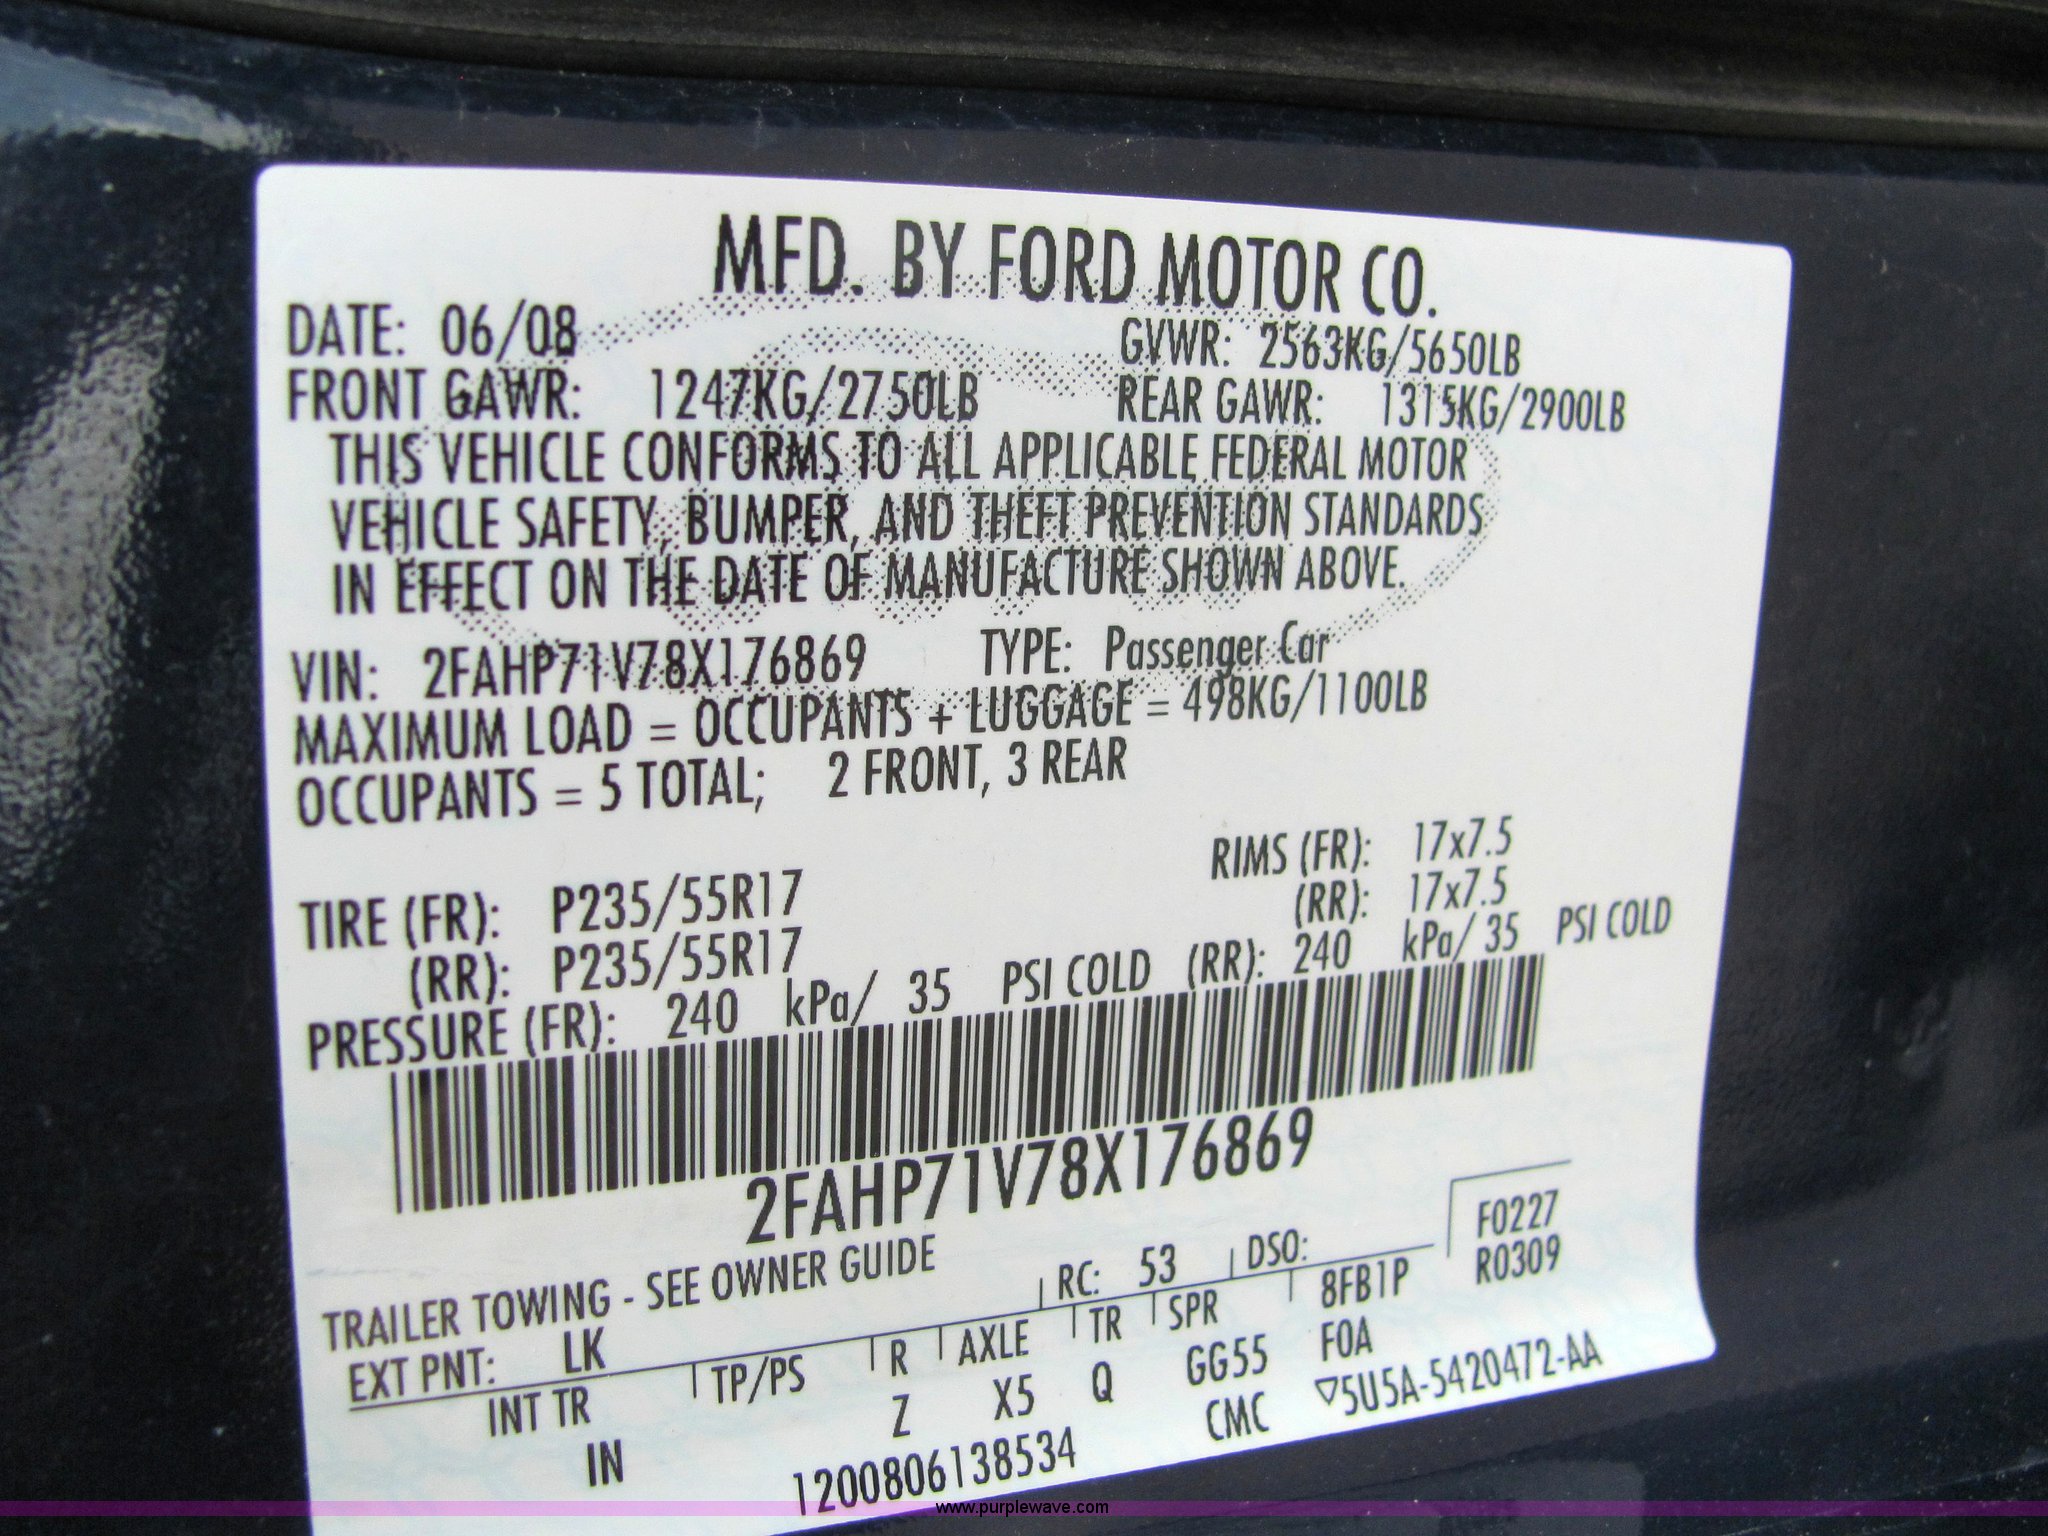 MFD. BY FORD MOTOR CO.
DATE: 06/08 GVWR: 2563KG/5650LB
FRONT GAWR: 1247KG/2750LB REAR GAWR: 1315KG/2900LB
THIS VEHICLE CONFORMS TO ALL APPLICABLE FEDERAL MOTOR
VEHICLE SAFETY, BUMPER, AND THEFT PREVENTION STANDARDS
IN EFFECT ON THE DATE OF MANUFACTURE SHOWN ABOVE.
VIN: 2FAHP71V78X176869 TYPE: Passenger Car
MAXIMUM LOAD = OCCUPANTS + LUGGAGE = 498KG/1100LB
OCCUPANTS = 5 TOTAL; 2 FRONT, 3 REAR
TIRE (FR): P235/55R17 RIMS (FR): 17x7.5
(RR): P235/55R17 (RR): 17x7.5
PRESSURE (FR): 240 kPa/ 35 PSI COLD (RR): 240 kPa/ 35 PSI COLD
2FAHP71V78X176869
TRAILER TOWING - SEE OWNER GUIDE
F0227
EXT PNT: LK RC: 53 DSO: R0309
INT TR TP/PS R AXLE TR SPR 8FB1P
IN Z X5 Q GG55 F0A
1200806138534 CMC ▽5U5A-5420472-AA
www.purplewave.com